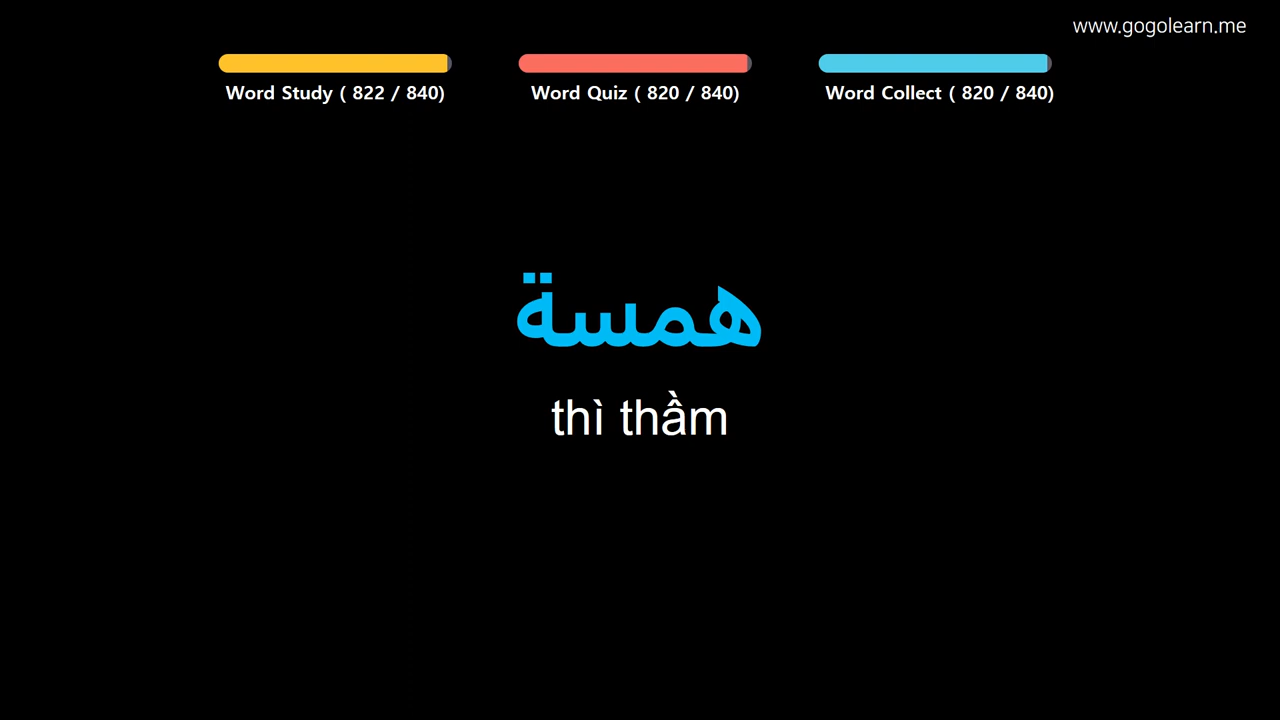 www.gogolearn.me
Word Study ( 822 / 840)
Word Quiz ( 820 / 840)
Word Collect ( 820 / 840)
همسة
thì thầm